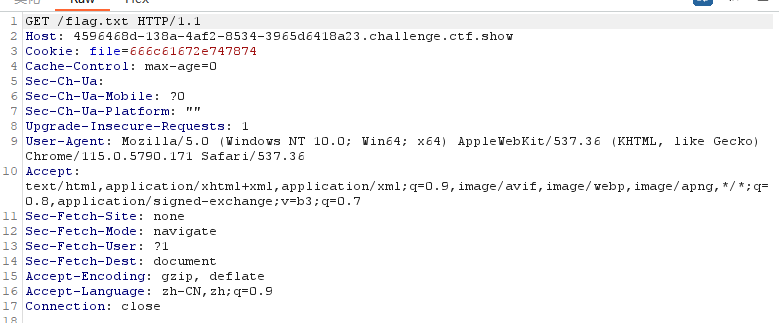 Raw
Hex
1 GET /flag.txt HTTP/1.1
2 Host: 4596468d-138a-4af2-8534-3965d6418a23.challenge.ctf.show
3 Cookie: file=666c61672e747874
4 Cache-Control: max-age=0
5 Sec-Ch-Ua:
6 Sec-Ch-Ua-Mobile: ?0
7 Sec-Ch-Ua-Platform: ""
8 Upgrade-Insecure-Requests: 1
9 User-Agent: Mozilla/5.0 (Windows NT 10.0; Win64; x64) AppleWebKit/537.36 (KHTML, like Gecko)
Chrome/115.0.5790.171 Safari/537.36
10 Accept:
text/html,application/xhtml+xml,application/xml;q=0.9,image/avif,image/webp,image/apng,*/*;q=
0.8,application/signed-exchange;v=b3;q=0.7
11 Sec-Fetch-Site: none
12 Sec-Fetch-Mode: navigate
13 Sec-Fetch-User: ?1
14 Sec-Fetch-Dest: document
15 Accept-Encoding: gzip, deflate
16 Accept-Language: zh-CN,zh;q=0.9
17 Connection: close
18